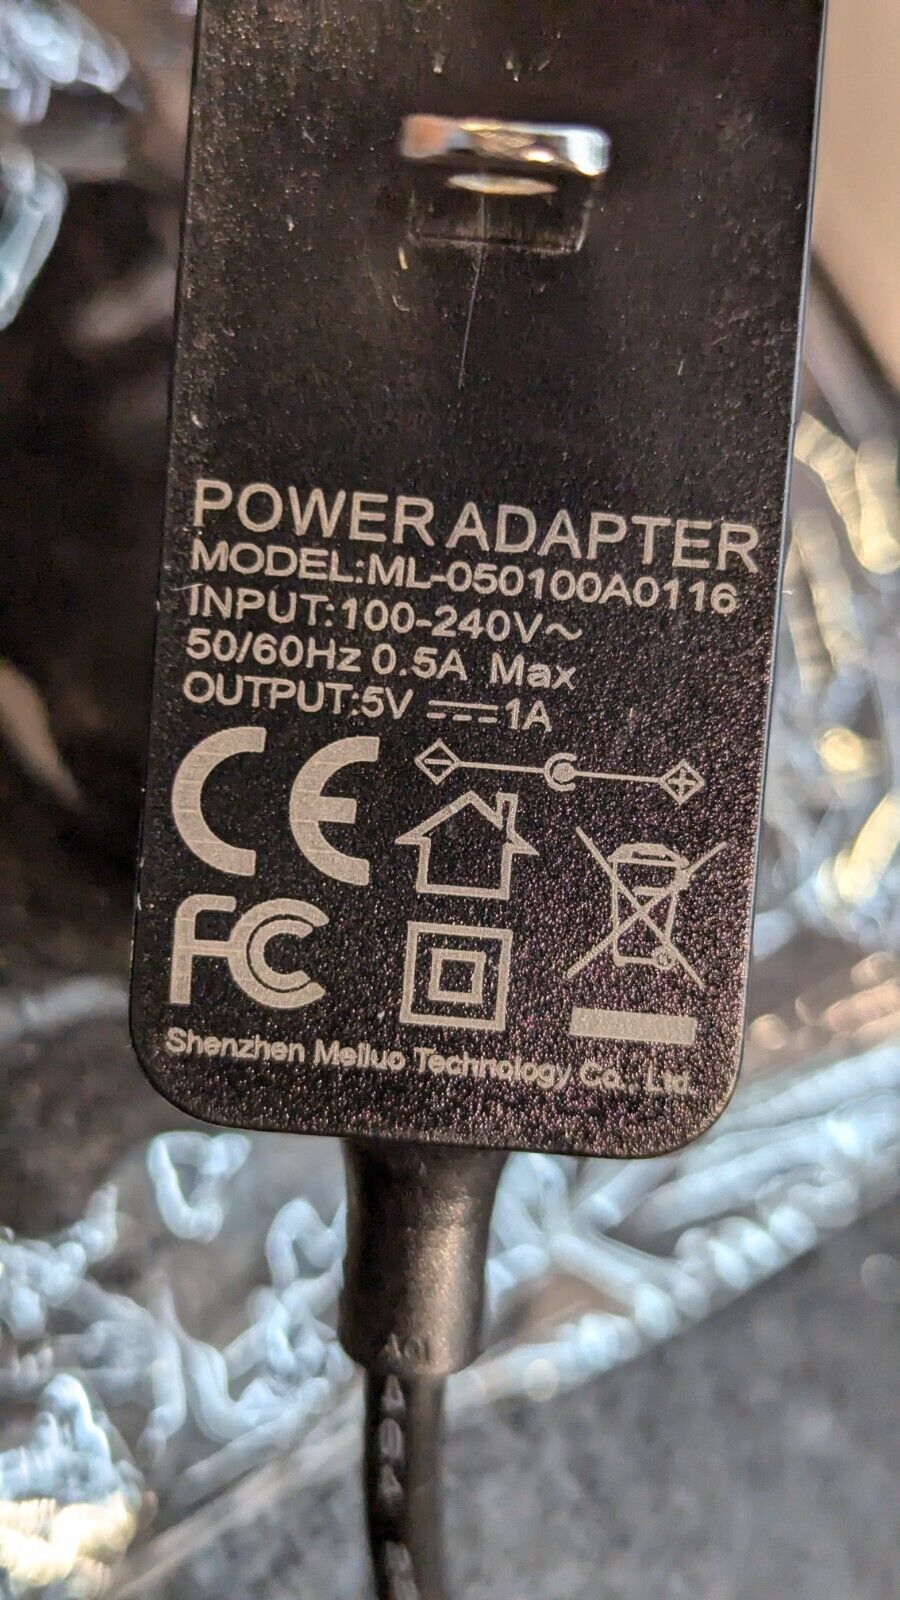 POWER ADAPTER
MODEL:ML-050100A0116
INPUT:100-240V~
50/60Hz 0.5A Max
OUTPUT:5V ⎓ 1A
CE
FC
Shenzhen Meiluo Technology Co., Ltd.